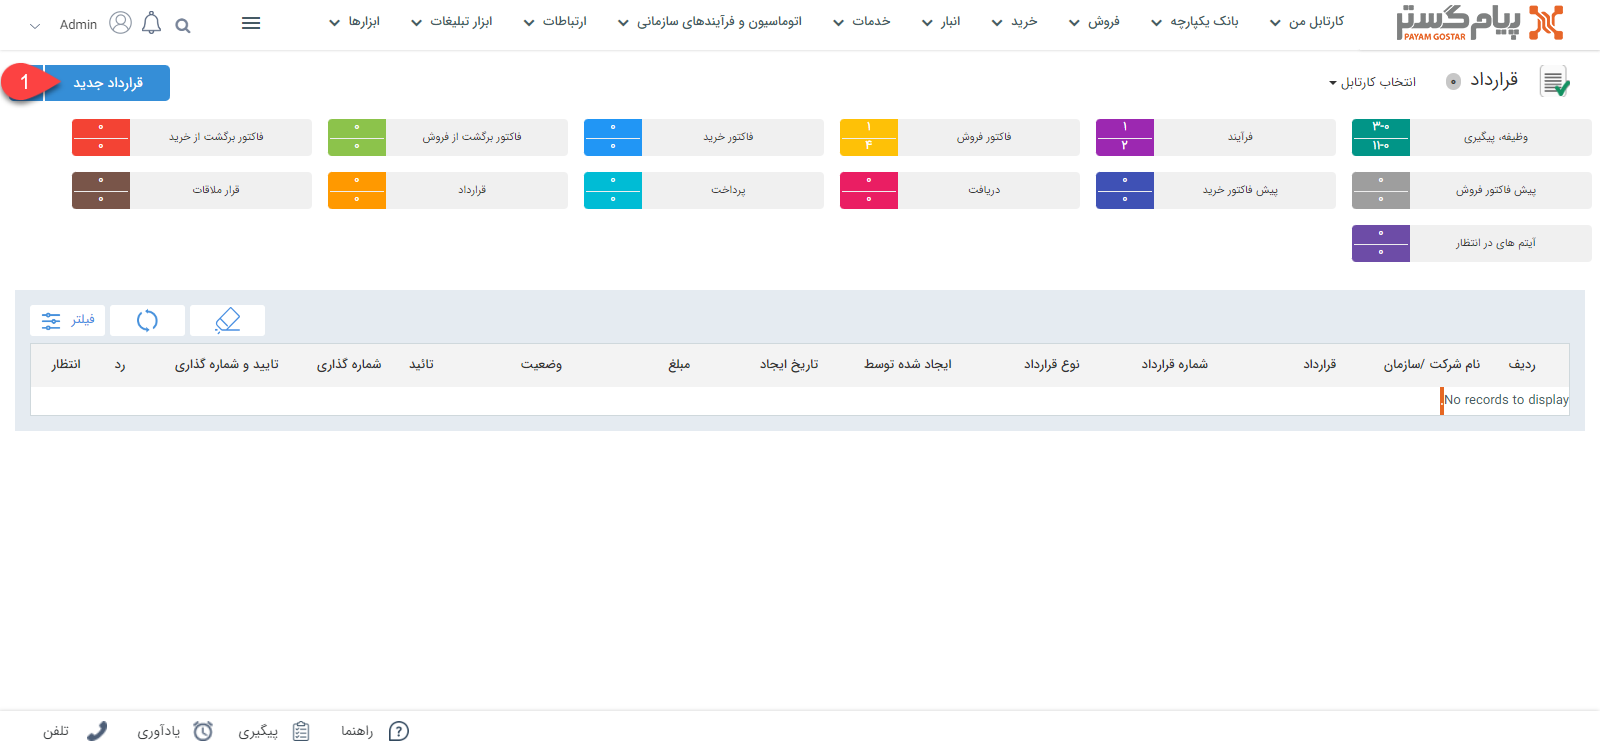 پیام گستر
PAYAM GOSTAR
کارتابل من
بانک یکپارچه
فروش
خرید
انبار
خدمات
اتوماسیون و فرآیندهای سازمانی
ارتباطات
ابزار تبلیغات
ابزارها
Admin
قرارداد
۰
انتخاب کارتابل
قرارداد جدید
1
وظیفه، پیگیری
۳-۰
۱۱-۰
فرآیند
۱
۲
فاکتور فروش
۱
۴
فاکتور خرید
۰
۰
فاکتور برگشت از فروش
۰
۰
فاکتور برگشت از خرید
۰
۰
پیش فاکتور فروش
۰
۰
پیش فاکتور خرید
۰
۰
دریافت
۰
۰
پرداخت
۰
۰
قرارداد
۰
۰
قرار ملاقات
۰
۰
آیتم های در انتظار
۰
۰
فیلتر
ردیف نام شرکت /سازمان قرارداد شماره قرارداد نوع قرارداد ایجاد شده توسط تاریخ ایجاد مبلغ وضعیت تائید شماره گذاری تایید و شماره گذاری رد انتظار
No records to display.
راهنما
پیگیری
یادآوری
تلفن